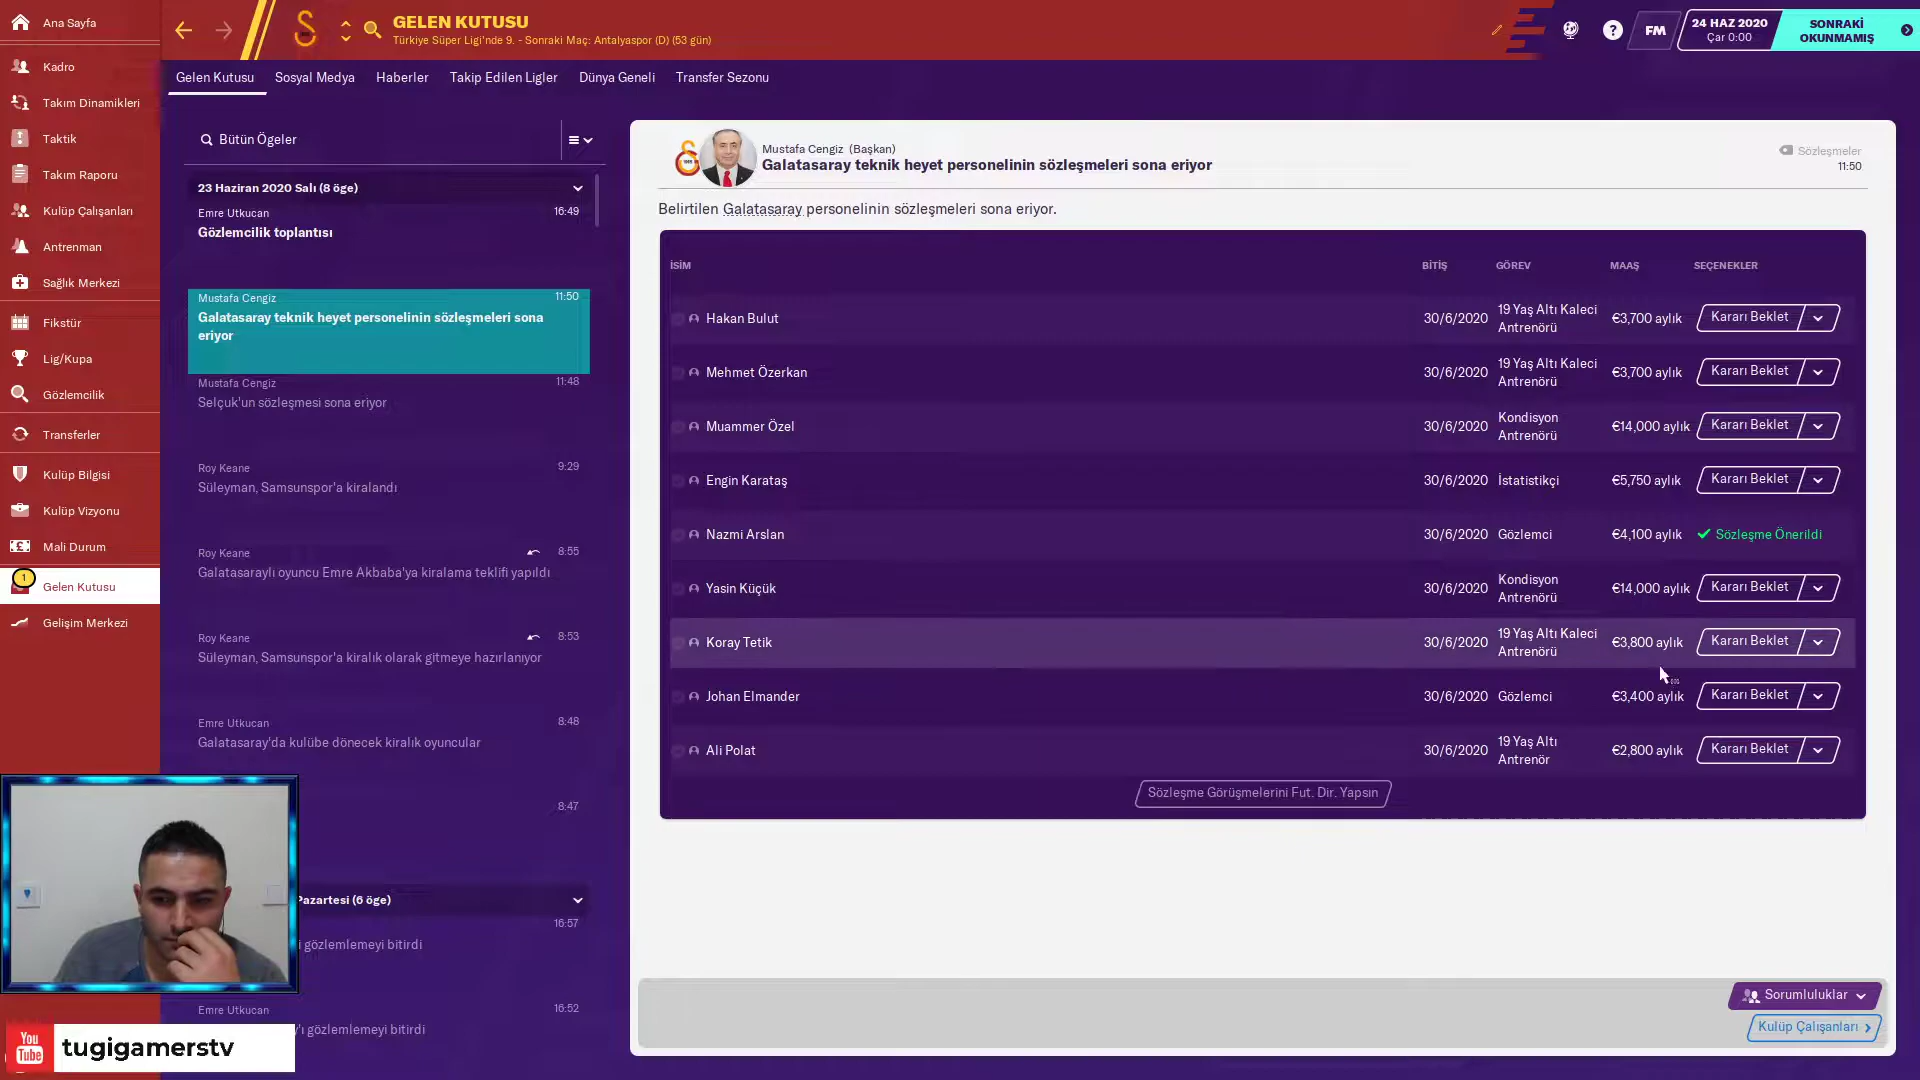 Ana Sayfa
Kadro
Takım Dinamikleri
Taktik
Takım Raporu
Kulüp Çalışanları
Antrenman
Sağlık Merkezi
Fikstür
Lig/Kupa
Gözlemcilik
Transferler
Kulüp Bilgisi
Kulüp Vizyonu
Mali Durum
1
Gelen Kutusu
Gelişim Merkezi
GELEN KUTUSU
Türkiye Süper Ligi'nde 9. - Sonraki Maç: Antalyaspor (D) (53 gün)
?
FM
24 HAZ 2020
Çar 0:00
SONRAKİ
OKUNMAMIŞ
Gelen Kutusu
Sosyal Medya
Haberler
Takip Edilen Ligler
Dünya Geneli
Transfer Sezonu
Bütün Ögeler
23 Haziran 2020 Salı (8 öge)
Emre Utkucan 16:49
Gözlemcilik toplantısı
Mustafa Cengiz 11:50
Galatasaray teknik heyet personelinin sözleşmeleri sona
eriyor
Mustafa Cengiz 11:48
Selçuk'un sözleşmesi sona eriyor
Roy Keane 9:29
Süleyman, Samsunspor'a kiralandı
Roy Keane 8:55
Galatasaraylı oyuncu Emre Akbaba'ya kiralama teklifi yapıldı
Roy Keane 8:53
Süleyman, Samsunspor'a kiralık olarak gitmeye hazırlanıyor
Emre Utkucan 8:48
Galatasaray'da kulübe dönecek kiralık oyuncular
8:47
Pazartesi (6 öge)
16:57
i gözlemlemeyi bitirdi
Emre Utkucan 16:52
'ı gözlemlemeyi bitirdi
Mustafa Cengiz (Başkan)
Galatasaray teknik heyet personelinin sözleşmeleri sona eriyor
Sözleşmeler
11:50
Belirtilen Galatasaray personelinin sözleşmeleri sona eriyor.
İSİM BİTİŞ GÖREV MAAŞ SEÇENEKLER
Hakan Bulut 30/6/2020 19 Yaş Altı Kaleci Antrenörü €3,700 aylık Kararı Beklet
Mehmet Özerkan 30/6/2020 19 Yaş Altı Kaleci Antrenörü €3,700 aylık Kararı Beklet
Muammer Özel 30/6/2020 Kondisyon Antrenörü €14,000 aylık Kararı Beklet
Engin Karataş 30/6/2020 İstatistikçi €5,750 aylık Kararı Beklet
Nazmi Arslan 30/6/2020 Gözlemci €4,100 aylık Sözleşme Önerildi
Yasin Küçük 30/6/2020 Kondisyon Antrenörü €14,000 aylık Kararı Beklet
Koray Tetik 30/6/2020 19 Yaş Altı Kaleci Antrenörü €3,800 aylık Kararı Beklet
Johan Elmander 30/6/2020 Gözlemci €3,400 aylık Kararı Beklet
Ali Polat 30/6/2020 19 Yaş Altı Antrenör €2,800 aylık Kararı Beklet
Sözleşme Görüşmelerini Fut. Dir. Yapsın
Sorumluluklar
Kulüp Çalışanları
You
Tube
tugigamerstv